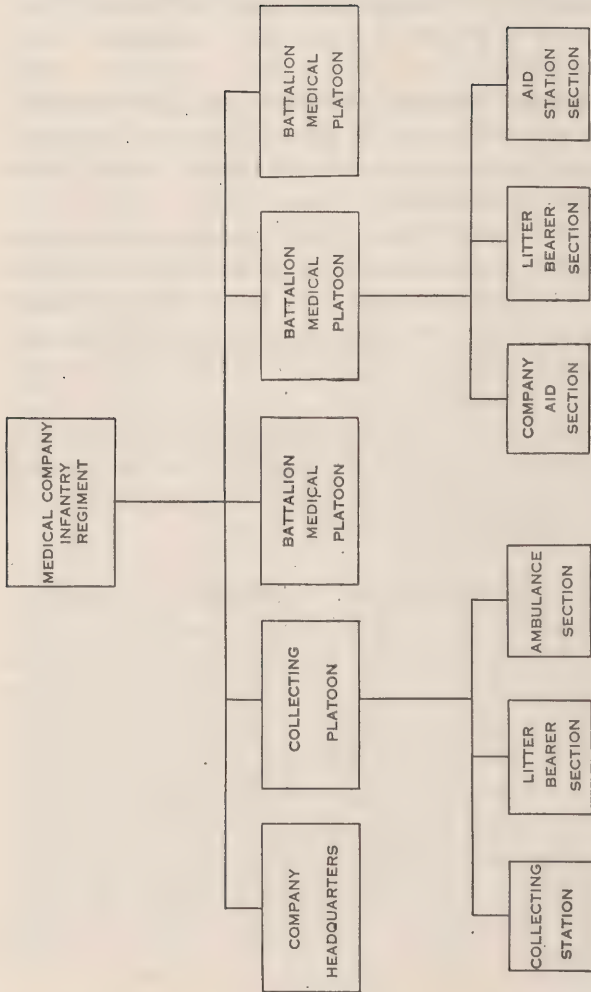 MEDICAL COMPANY
INFANTRY
REGIMENT
COMPANY
HEADQUARTERS
COLLECTING
PLATOON
BATTALION
MEDICAL
PLATOON
BATTALION
MEDICAL
PLATOON
BATTALION
MEDICAL
PLATOON
COLLECTING
STATION
LITTER
BEARER
SECTION
AMBULANCE
SECTION
COMPANY
AID
SECTION
LITTER
BEARER
SECTION
AID
STATION
SECTION